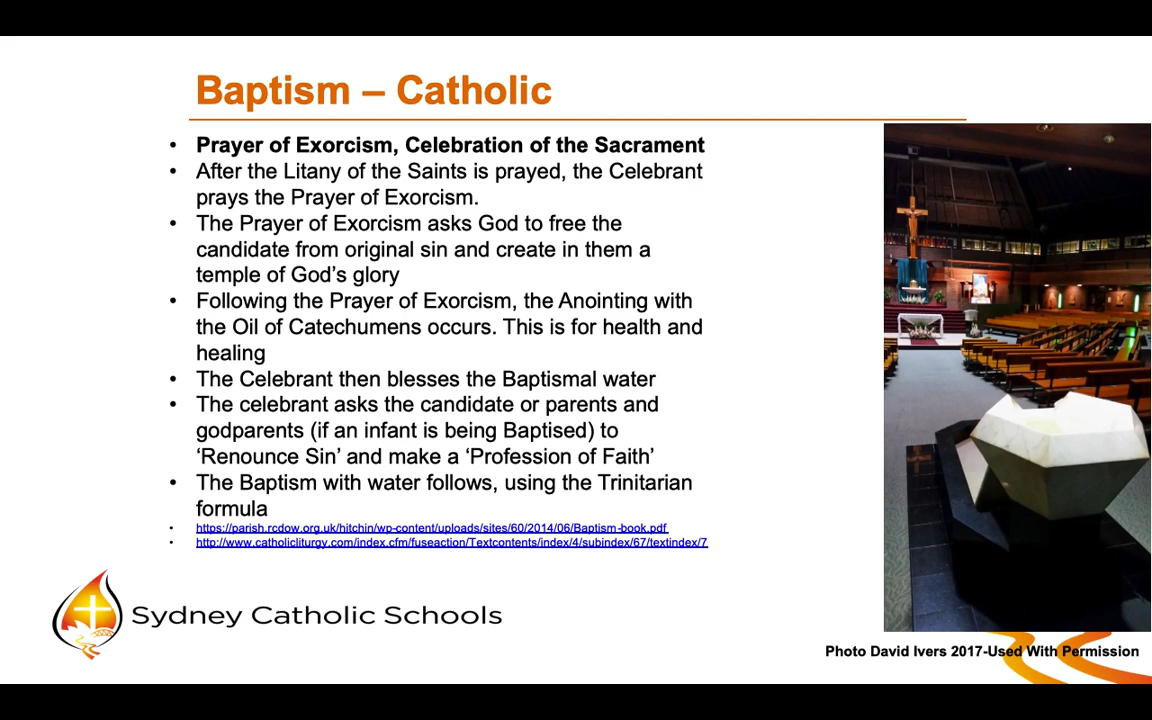 Baptism – Catholic
• Prayer of Exorcism, Celebration of the Sacrament
• After the Litany of the Saints is prayed, the Celebrant
prays the Prayer of Exorcism.
• The Prayer of Exorcism asks God to free the
candidate from original sin and create in them a
temple of God's glory
• Following the Prayer of Exorcism, the Anointing with
the Oil of Catechumens occurs. This is for health and
healing
• The Celebrant then blesses the Baptismal water
• The celebrant asks the candidate or parents and
godparents (if an infant is being Baptised) to
‘Renounce Sin’ and make a ‘Profession of Faith’
• The Baptism with water follows, using the Trinitarian
formula
• https://parish.rcdow.org.uk/hitchin/wp-content/uploads/sites/60/2014/06/Baptism-book.pdf
• http://www.catholicliturgy.com/index.cfm/fuseaction/Textcontents/index/4/subindex/67/textindex/7
Sydney Catholic Schools
Photo David Ivers 2017-Used With Permission